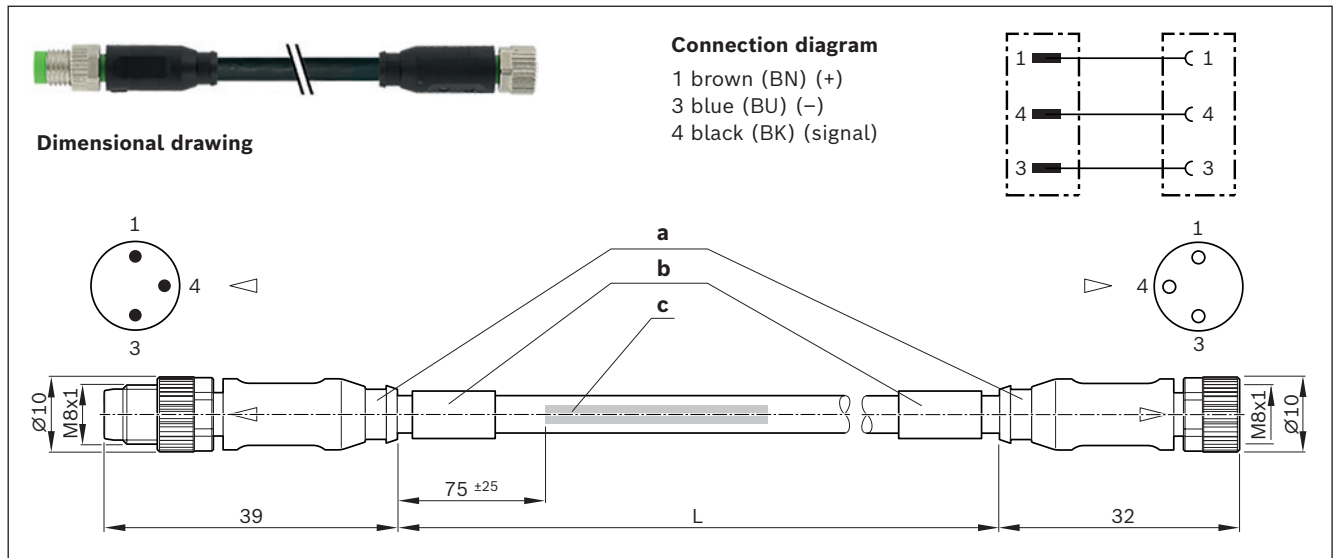 Connection diagram
1 brown (BN) (+)
3 blue (BU) (–)
4 black (BK) (signal)
1 1
4 4
3 3
Dimensional drawing
1
4
3
1
4
3
a
b
c
Ø10
M8x1
M8x1
Ø10
75 ±25
39
L
32